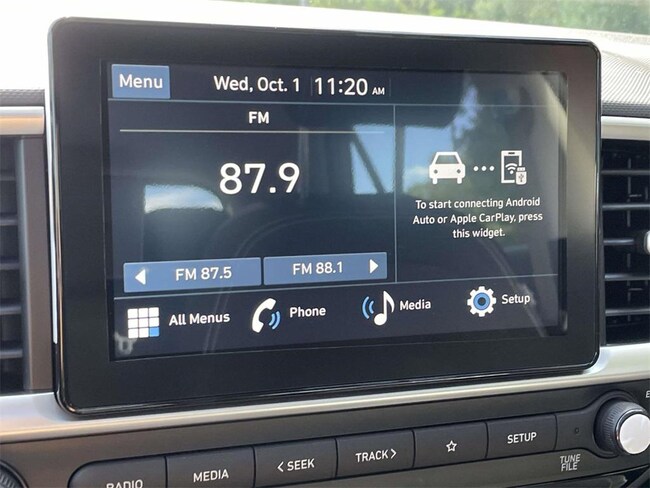 Menu
Wed, Oct. 1 11:20 AM
FM
87.9
To start connecting Android
Auto or Apple CarPlay, press
this widget.
FM 87.5
FM 88.1
All Menus
Phone
Media
Setup
RADIO
MEDIA
< SEEK
TRACK >
SETUP
TUNE
FILE